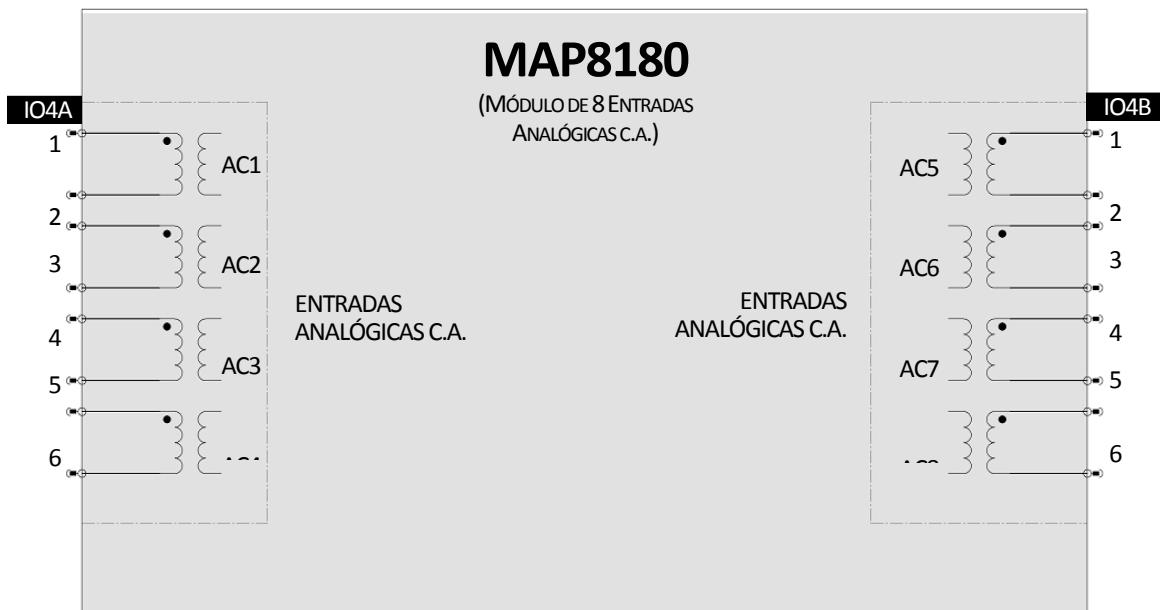 MAP8180
(MÓDULO DE 8 ENTRADAS
ANALÓGICAS C.A.)
IO4A
1
2
3
4
5
6
AC1
AC2
AC3
ENTRADAS
ANALÓGICAS C.A.
ENTRADAS
ANALÓGICAS C.A.
AC5
AC6
AC7
IO4B
1
2
3
4
5
6